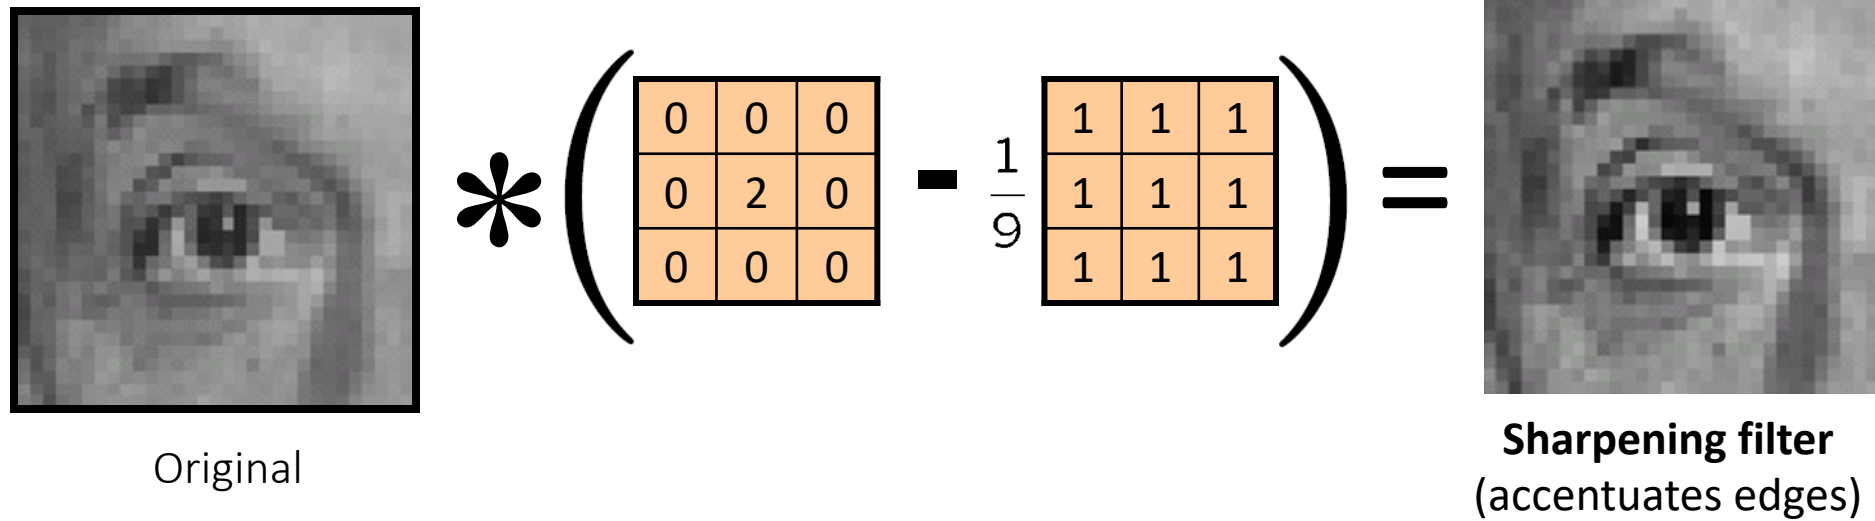 *
(
0 0 0
0 2 0
0 0 0
-
1
9
1 1 1
1 1 1
1 1 1
)
=
Original
Sharpening filter
(accentuates edges)